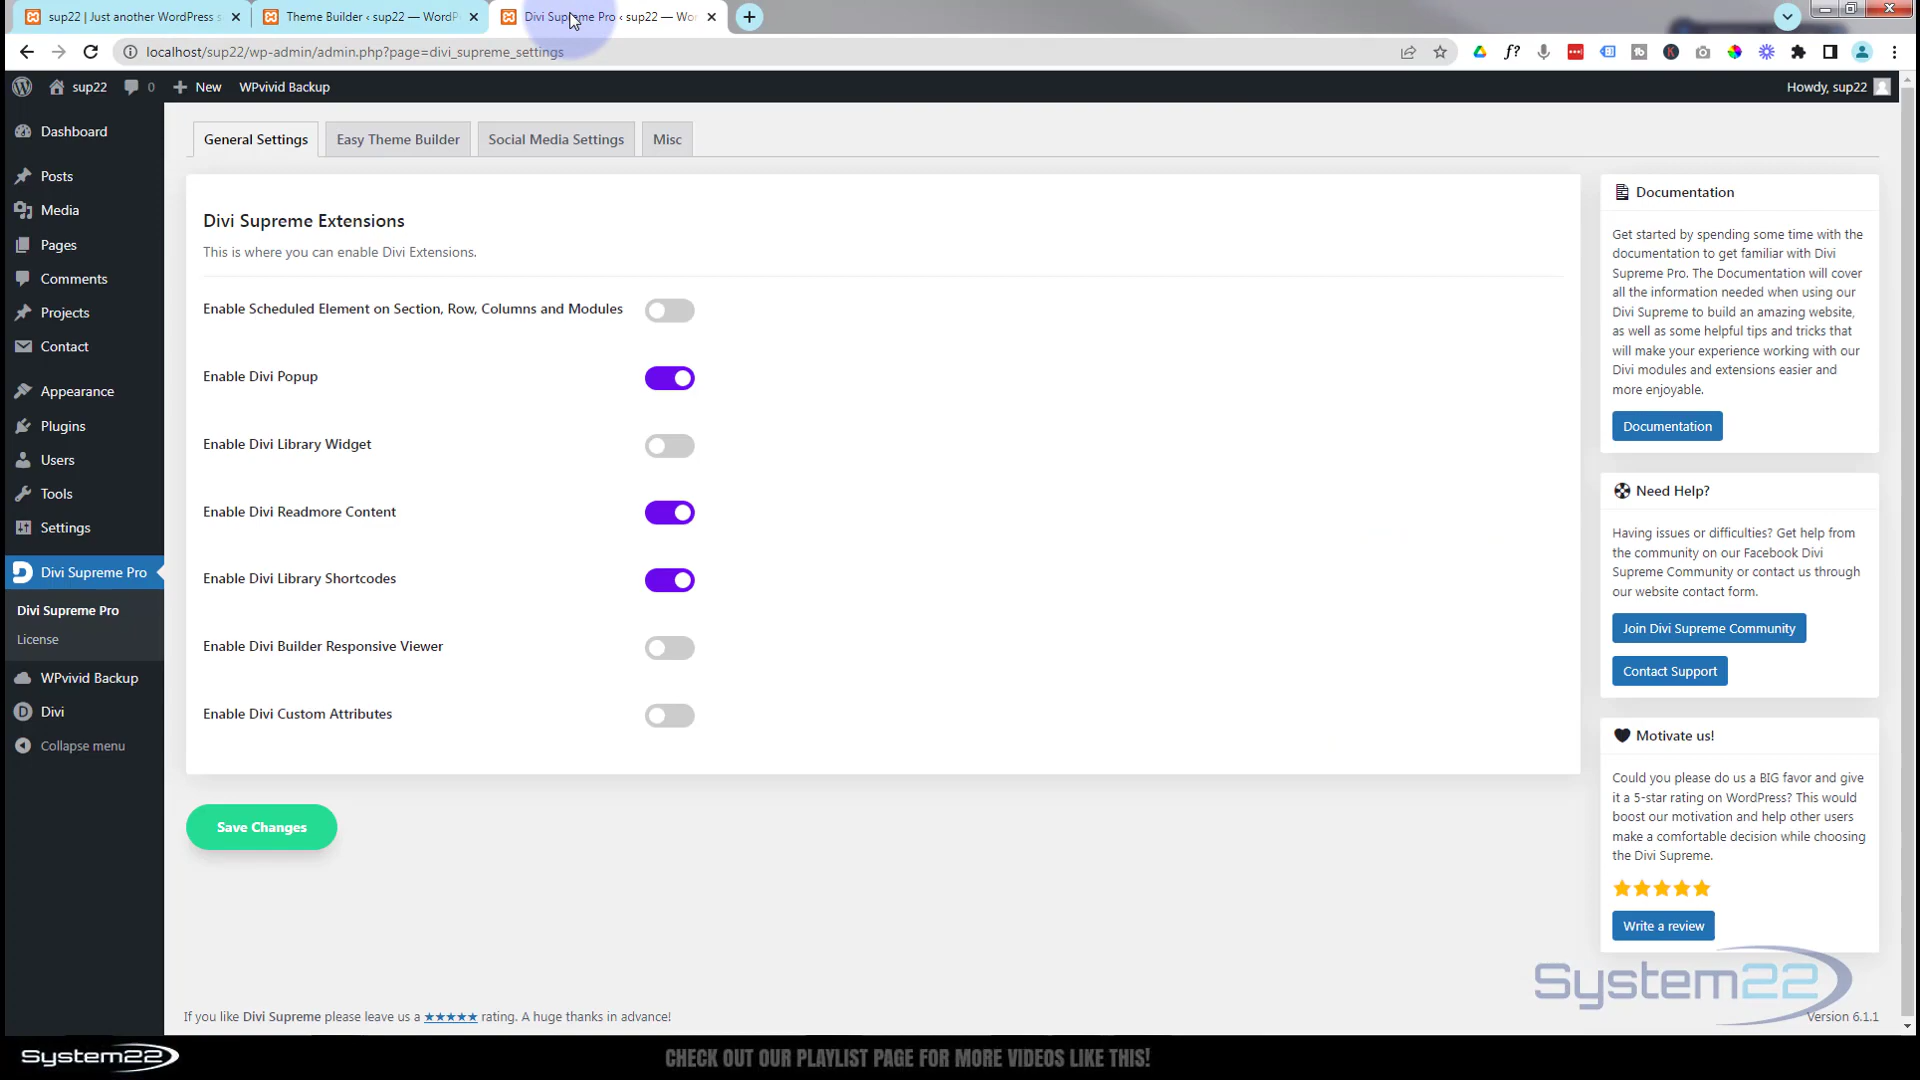 sup22 | Just another WordPress s
Theme Builder ‹ sup22 — WordP
Divi Supreme Pro ‹ sup22 — Wor
localhost/sup22/wp-admin/admin.php?page=divi_supreme_settings
sup22
0
New
WPvivid Backup
Howdy, sup22
Dashboard
Posts
Media
Pages
Comments
Projects
Contact
Appearance
Plugins
Users
Tools
Settings
Divi Supreme Pro
Divi Supreme Pro
License
WPvivid Backup
Divi
Collapse menu
General Settings
Easy Theme Builder
Social Media Settings
Misc
Divi Supreme Extensions
This is where you can enable Divi Extensions.
Enable Scheduled Element on Section, Row, Columns and Modules
Enable Divi Popup
Enable Divi Library Widget
Enable Divi Readmore Content
Enable Divi Library Shortcodes
Enable Divi Builder Responsive Viewer
Enable Divi Custom Attributes
Save Changes
Documentation
Get started by spending some time with the
documentation to get familiar with Divi
Supreme Pro. The Documentation will cover
all the information needed when using our
Divi Supreme to build an amazing website,
as well as some helpful tips and tricks that
will make your experience working with our
Divi modules and extensions easier and
more enjoyable.
Documentation
Need Help?
Having issues or difficulties? Get help from
the community on our Facebook Divi
Supreme Community or contact us through
our website contact form.
Join Divi Supreme Community
Contact Support
Motivate us!
Could you please do us a BIG favor and give
it a 5-star rating on WordPress? This would
boost our motivation and help other users
make a comfortable decision while choosing
the Divi Supreme.
Write a review
System22
If you like Divi Supreme please leave us a ★★★★★ rating. A huge thanks in advance!
Version 6.1.1
System22
CHECK OUT OUR PLAYLIST PAGE FOR MORE VIDEOS LIKE THIS!